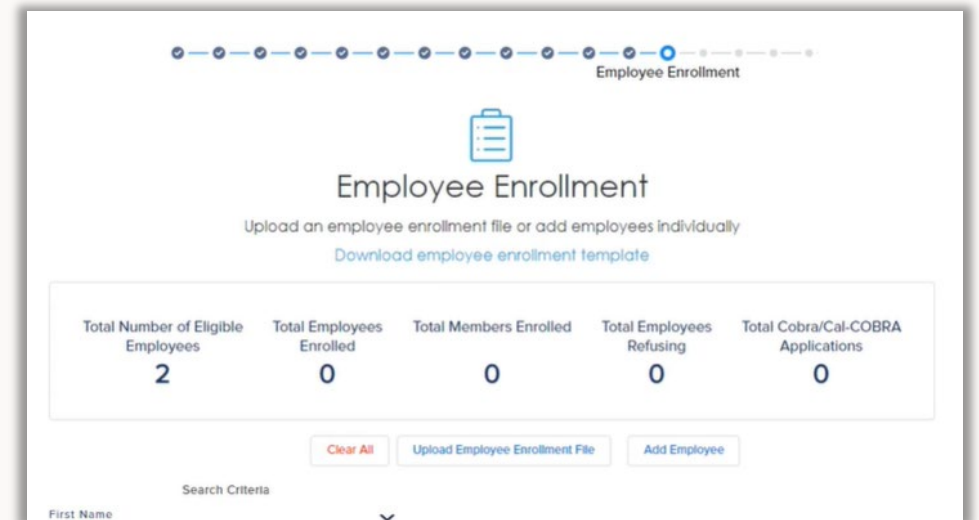 Employee Enrollment
Employee Enrollment
Upload an employee enrollment file or add employees individually
Download employee enrollment template
Total Number of Eligible Employees
2
Total Employees Enrolled
0
Total Members Enrolled
0
Total Employees Refusing
0
Total Cobra/Cal-COBRA Applications
0
Clear All Upload Employee Enrollment File Add Employee
Search Criteria
First Name